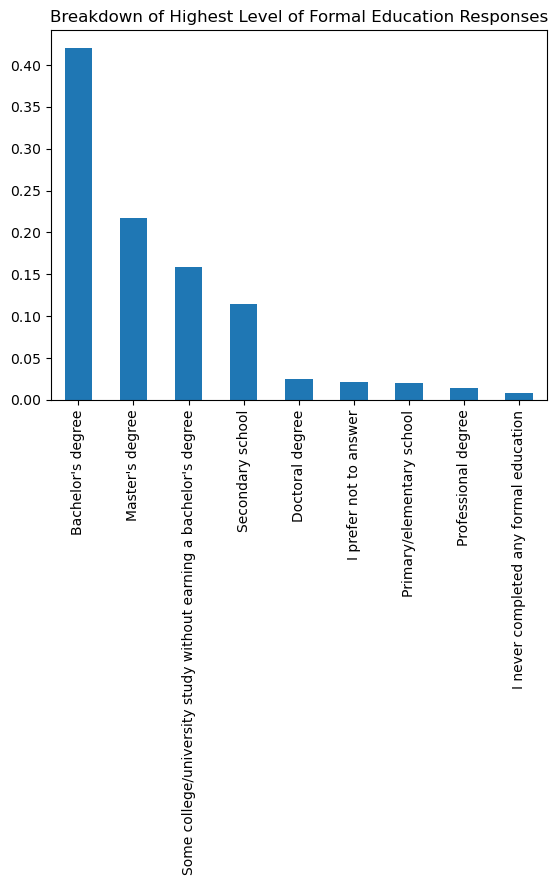 Breakdown of Highest Level of Formal Education Responses
0.40
0.35
0.30
0.25
0.20
0.15
0.10
0.05
0.00
Bachelor's degree
Master's degree
Some college/university study without earning a bachelor's degree
Secondary school
Doctoral degree
I prefer not to answer
Primary/elementary school
Professional degree
I never completed any formal education